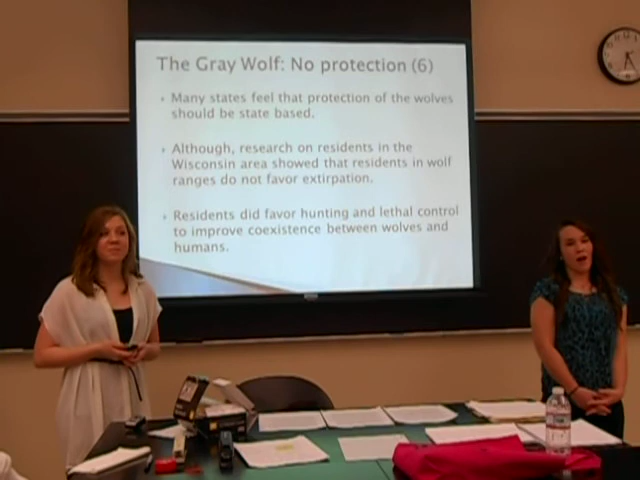 The Gray Wolf: No protection (6)
Many states feel that protection of the wolves
should be state based.
Although, research on residents in the
Wisconsin area showed that residents in wolf
ranges do not favor extirpation.
Residents did favor hunting and lethal control
to improve coexistence between wolves and
humans.